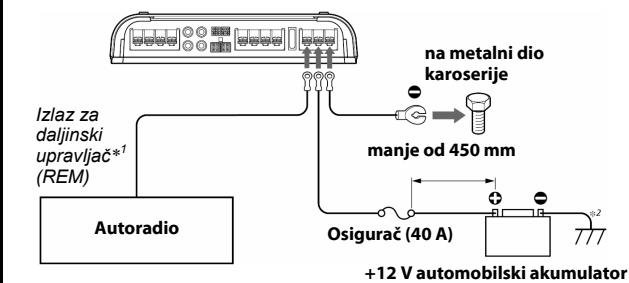 na metalni dio
karoserije
Izlaz za
daljinski
upravljač*1
(REM)
manje od 450 mm
Autoradio
Osigurač (40 A)
*2
+12 V automobilski akumulator